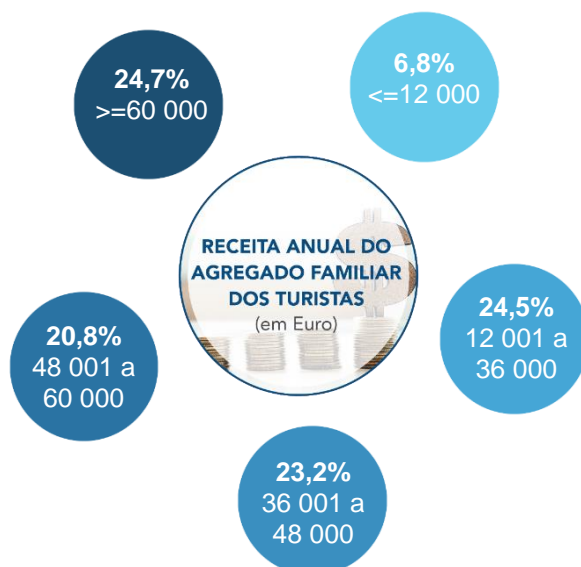 24,7%
>=60 000
6,8%
<=12 000
RECEITA ANUAL DO
AGREGADO FAMILIAR
DOS TURISTAS
(em Euro)
24,5%
12 001 a
36 000
20,8%
48 001 a
60 000
23,2%
36 001 a
48 000